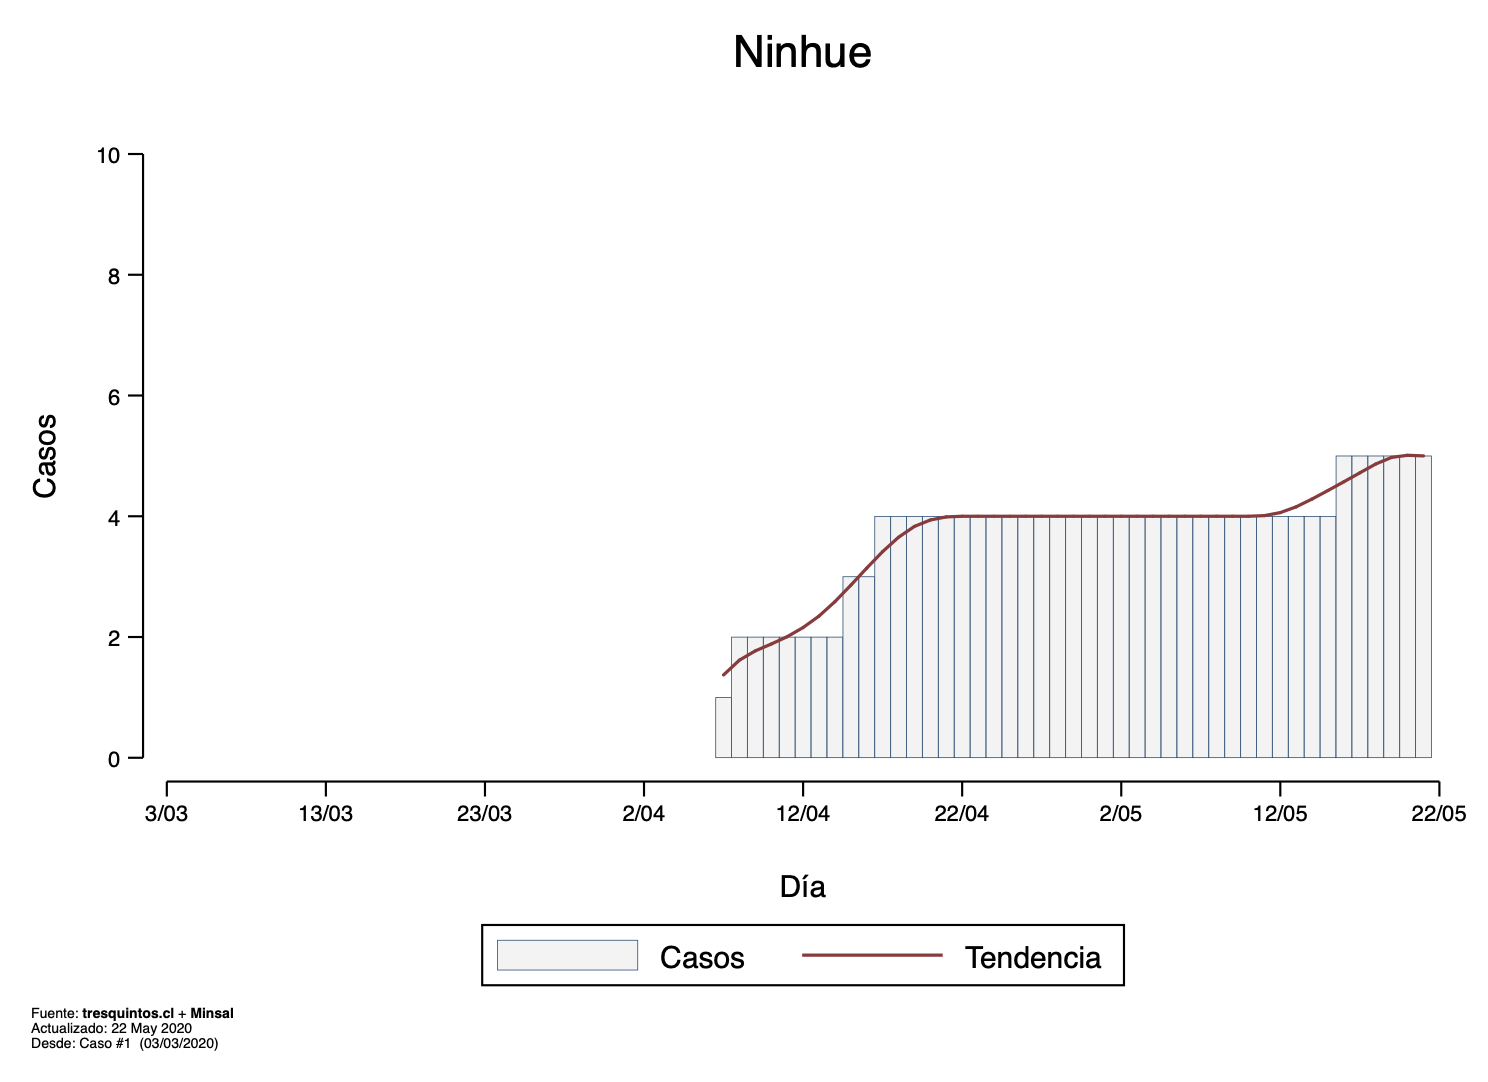 Ninhue
10
8
6
4
2
0
Casos
3/03 13/03 23/03 2/04 12/04 22/04 2/05 12/05 22/05
Día
Casos Tendencia
Fuente: tresquintos.cl + Minsal
Actualizado: 22 May 2020
Desde: Caso #1 (03/03/2020)